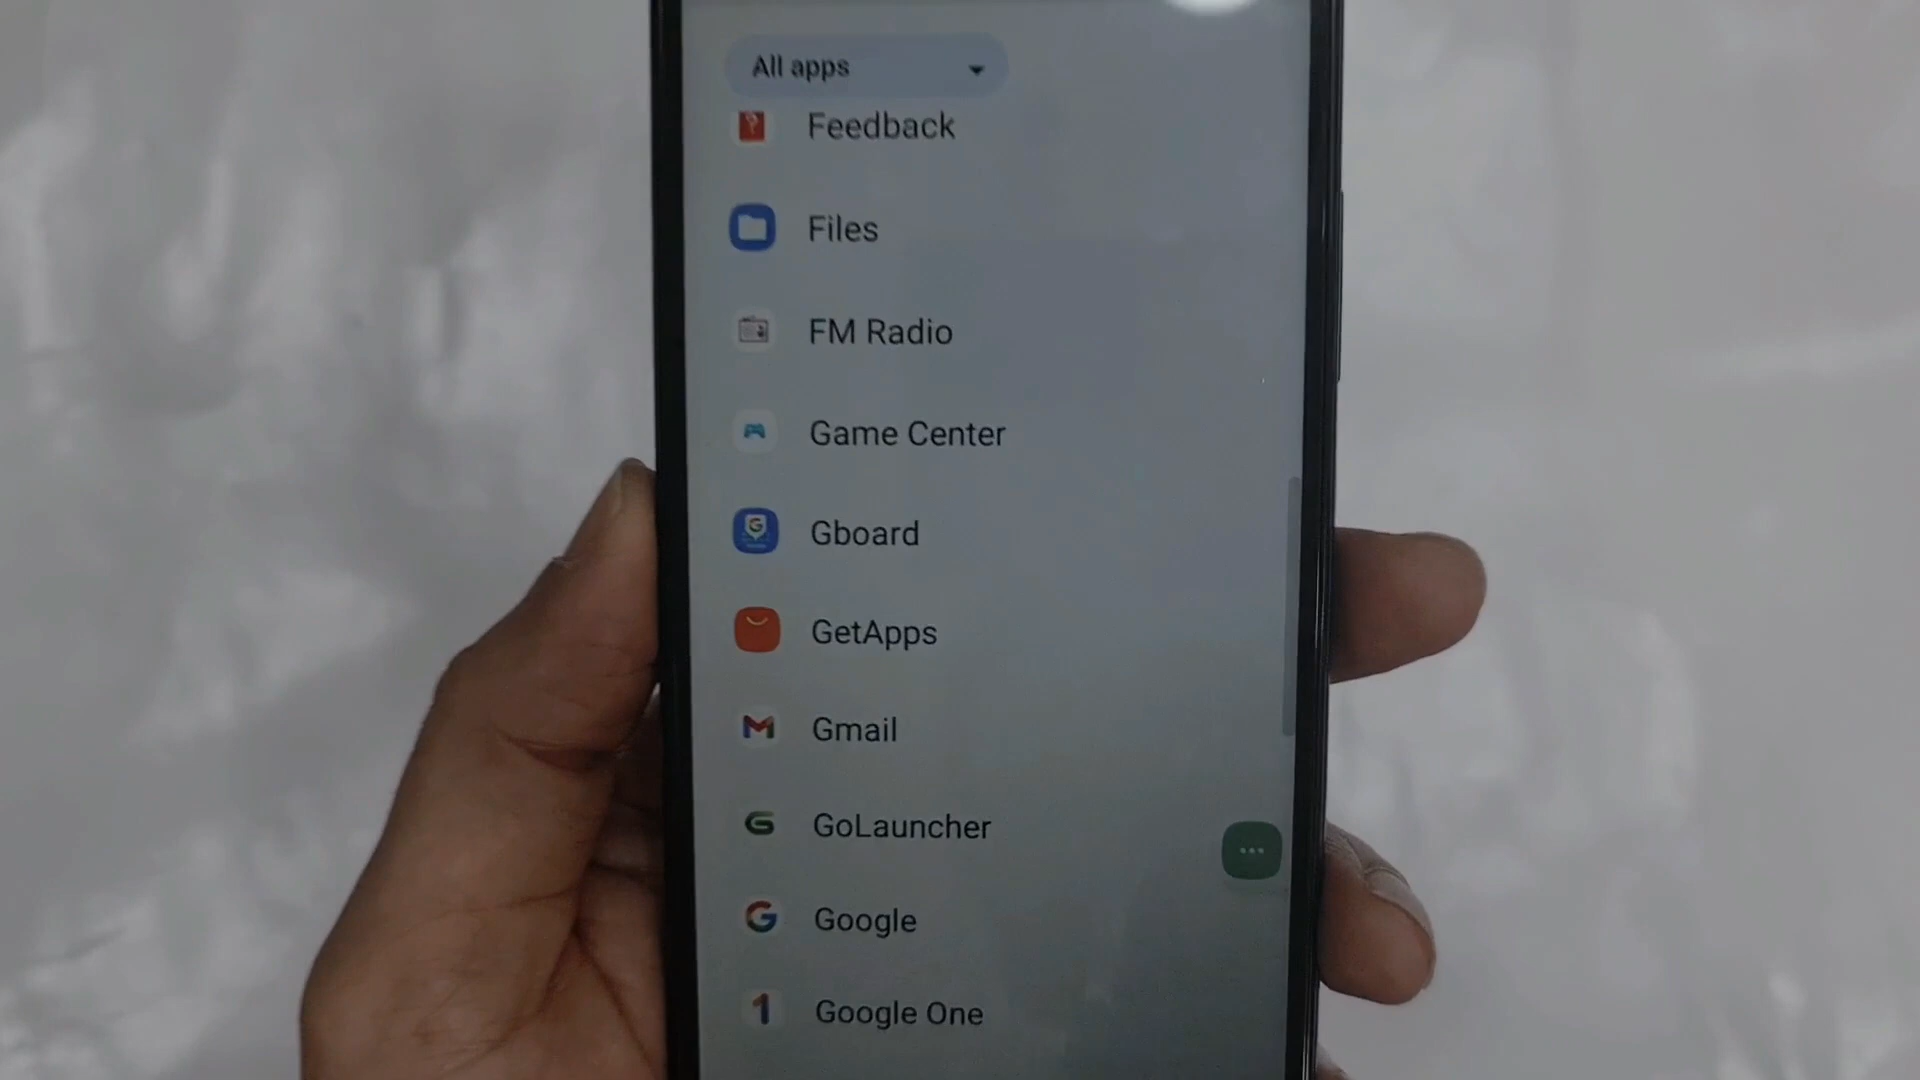 All apps
Feedback
Files
FM Radio
Game Center
Gboard
GetApps
Gmail
GoLauncher
Google
Google One